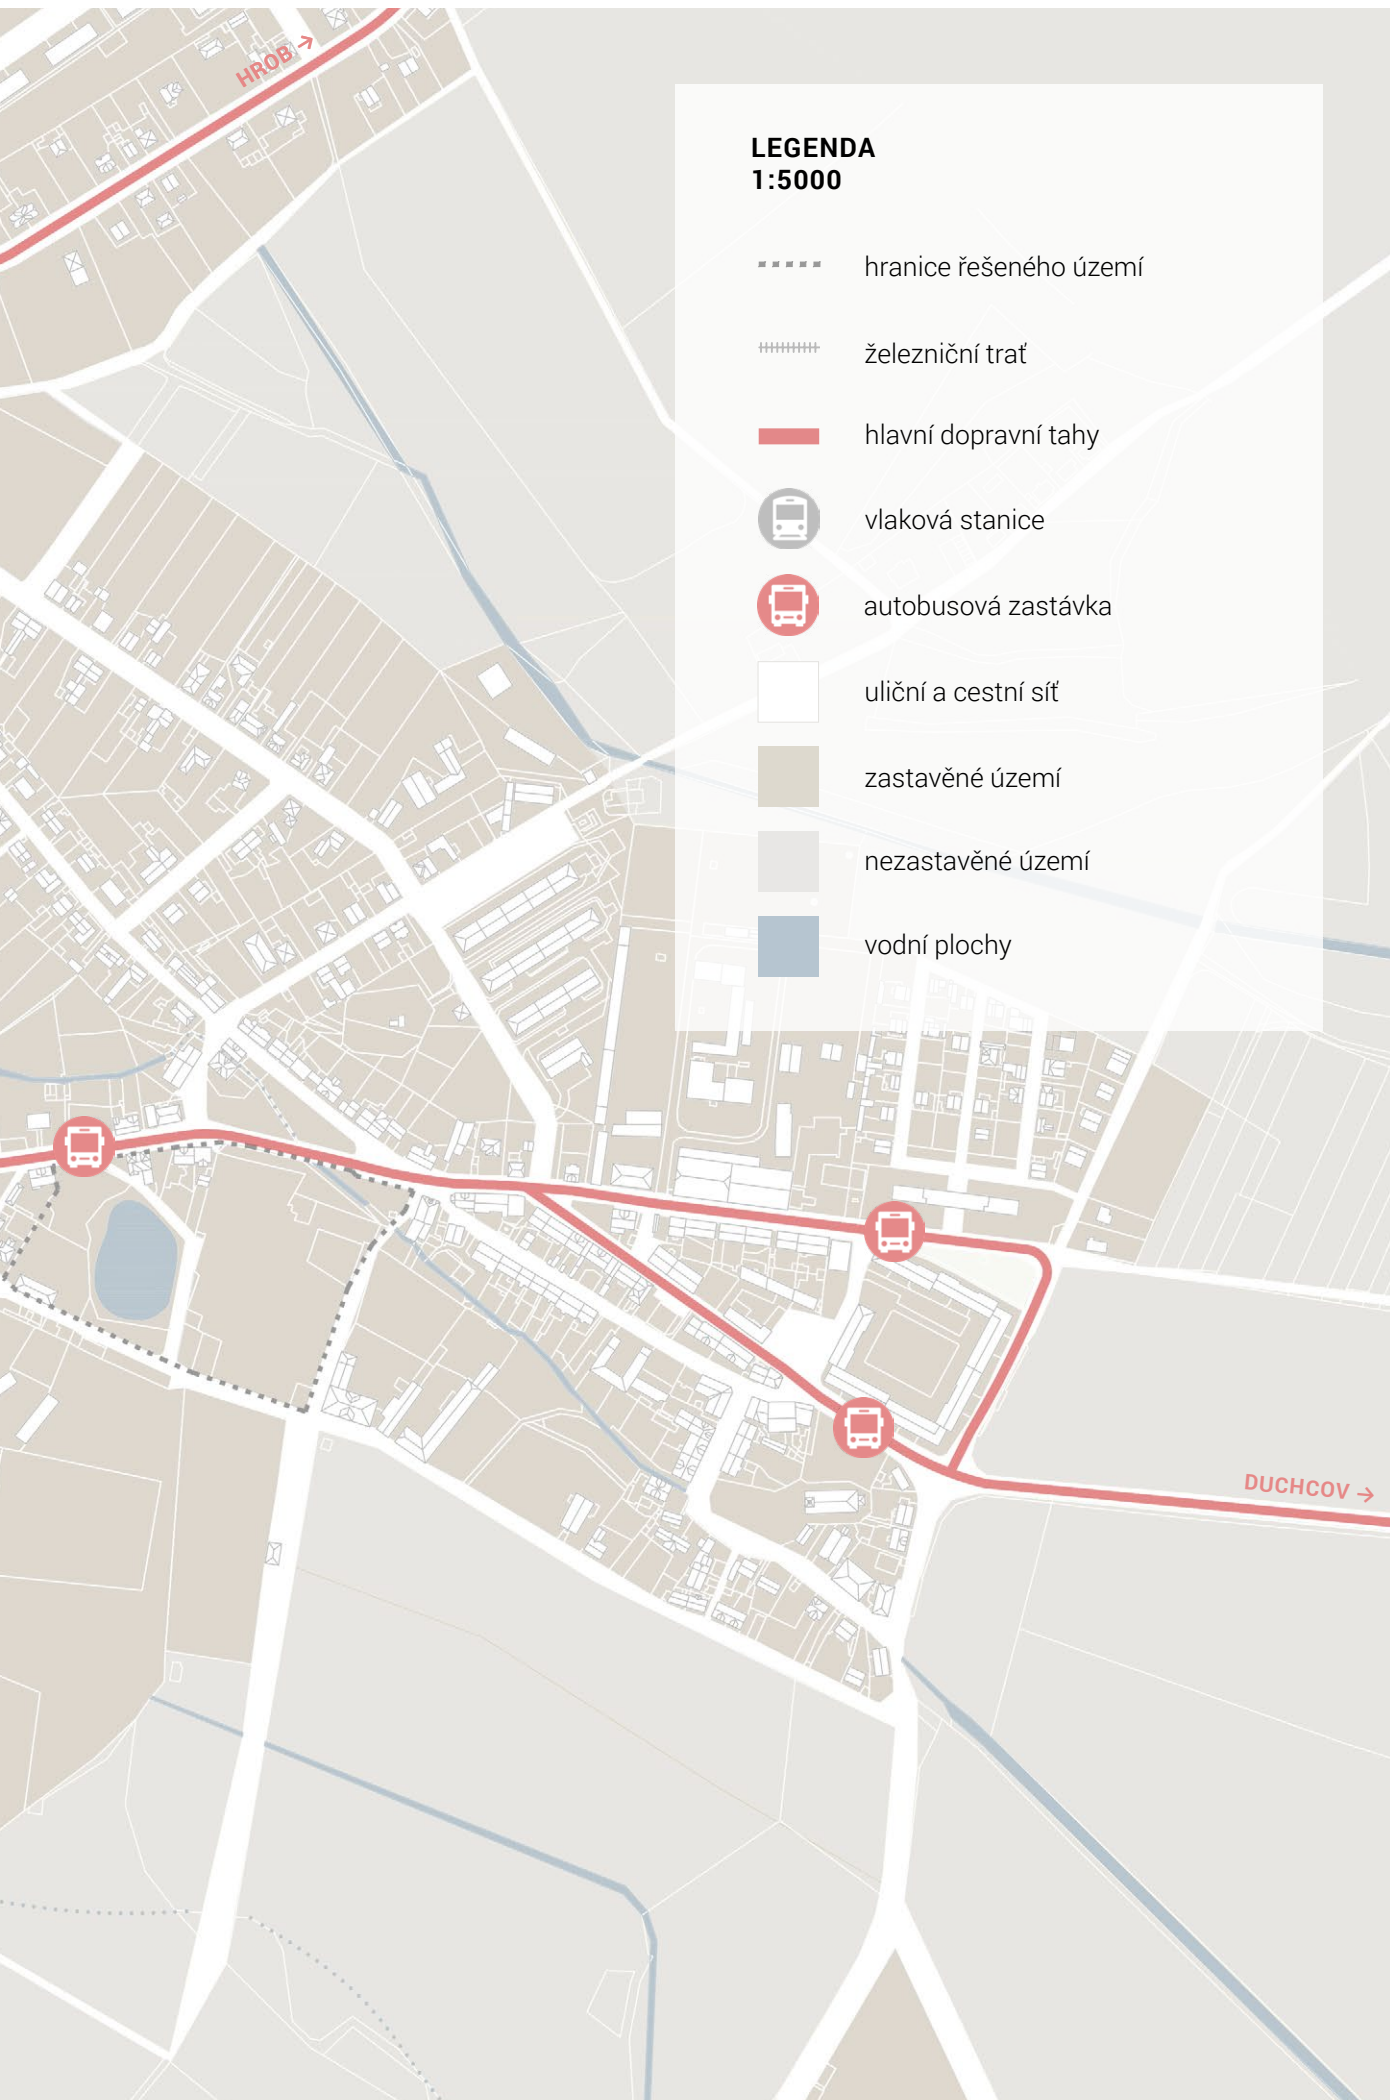 HROB →
LEGENDA
1:5000
hranice řešeného území
železniční trať
hlavní dopravní tahy
vlaková stanice
autobusová zastávka
uliční a cestní síť
zastavěné území
nezastavěné území
vodní plochy
DUCHCOV →